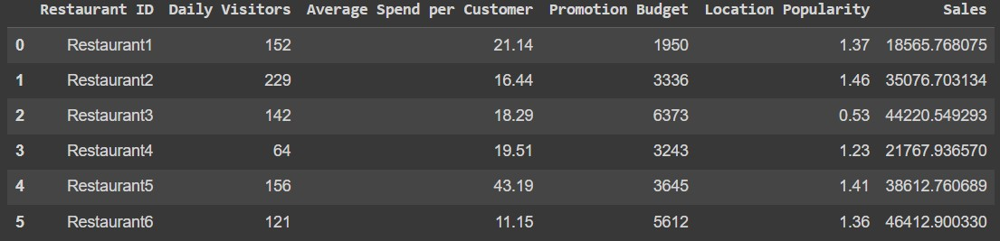 Restaurant ID Daily Visitors Average Spend per Customer Promotion Budget Location Popularity Sales
0 Restaurant1 152 21.14 1950 1.37 18565.768075
1 Restaurant2 229 16.44 3336 1.46 35076.703134
2 Restaurant3 142 18.29 6373 0.53 44220.549293
3 Restaurant4 64 19.51 3243 1.23 21767.936570
4 Restaurant5 156 43.19 3645 1.41 38612.760689
5 Restaurant6 121 11.15 5612 1.36 46412.900330